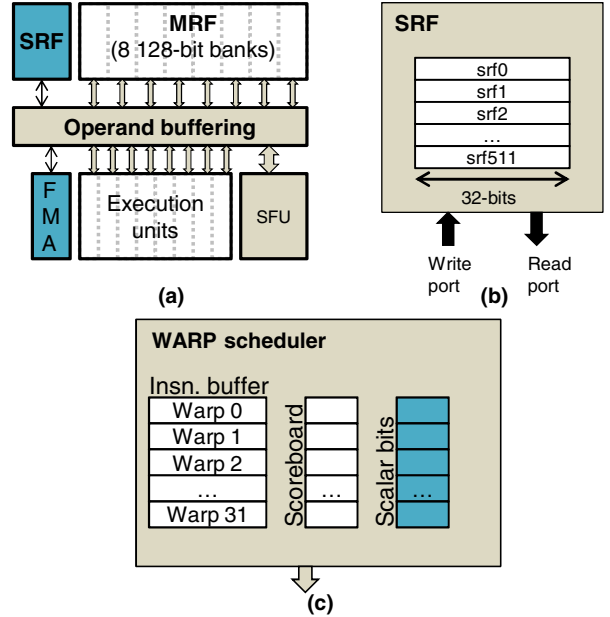 SRF
MRF
(8 128-bit banks)
Operand buffering
F
M
A
Execution
units
SFU
(a)
SRF
srf0
srf1
srf2
...
srf511
32-bits
Write
port
Read
port
(b)
WARP scheduler
Insn. buffer
Warp 0
Warp 1
Warp 2
...
Warp 31
Scoreboard
...
Scalar bits
...
(c)